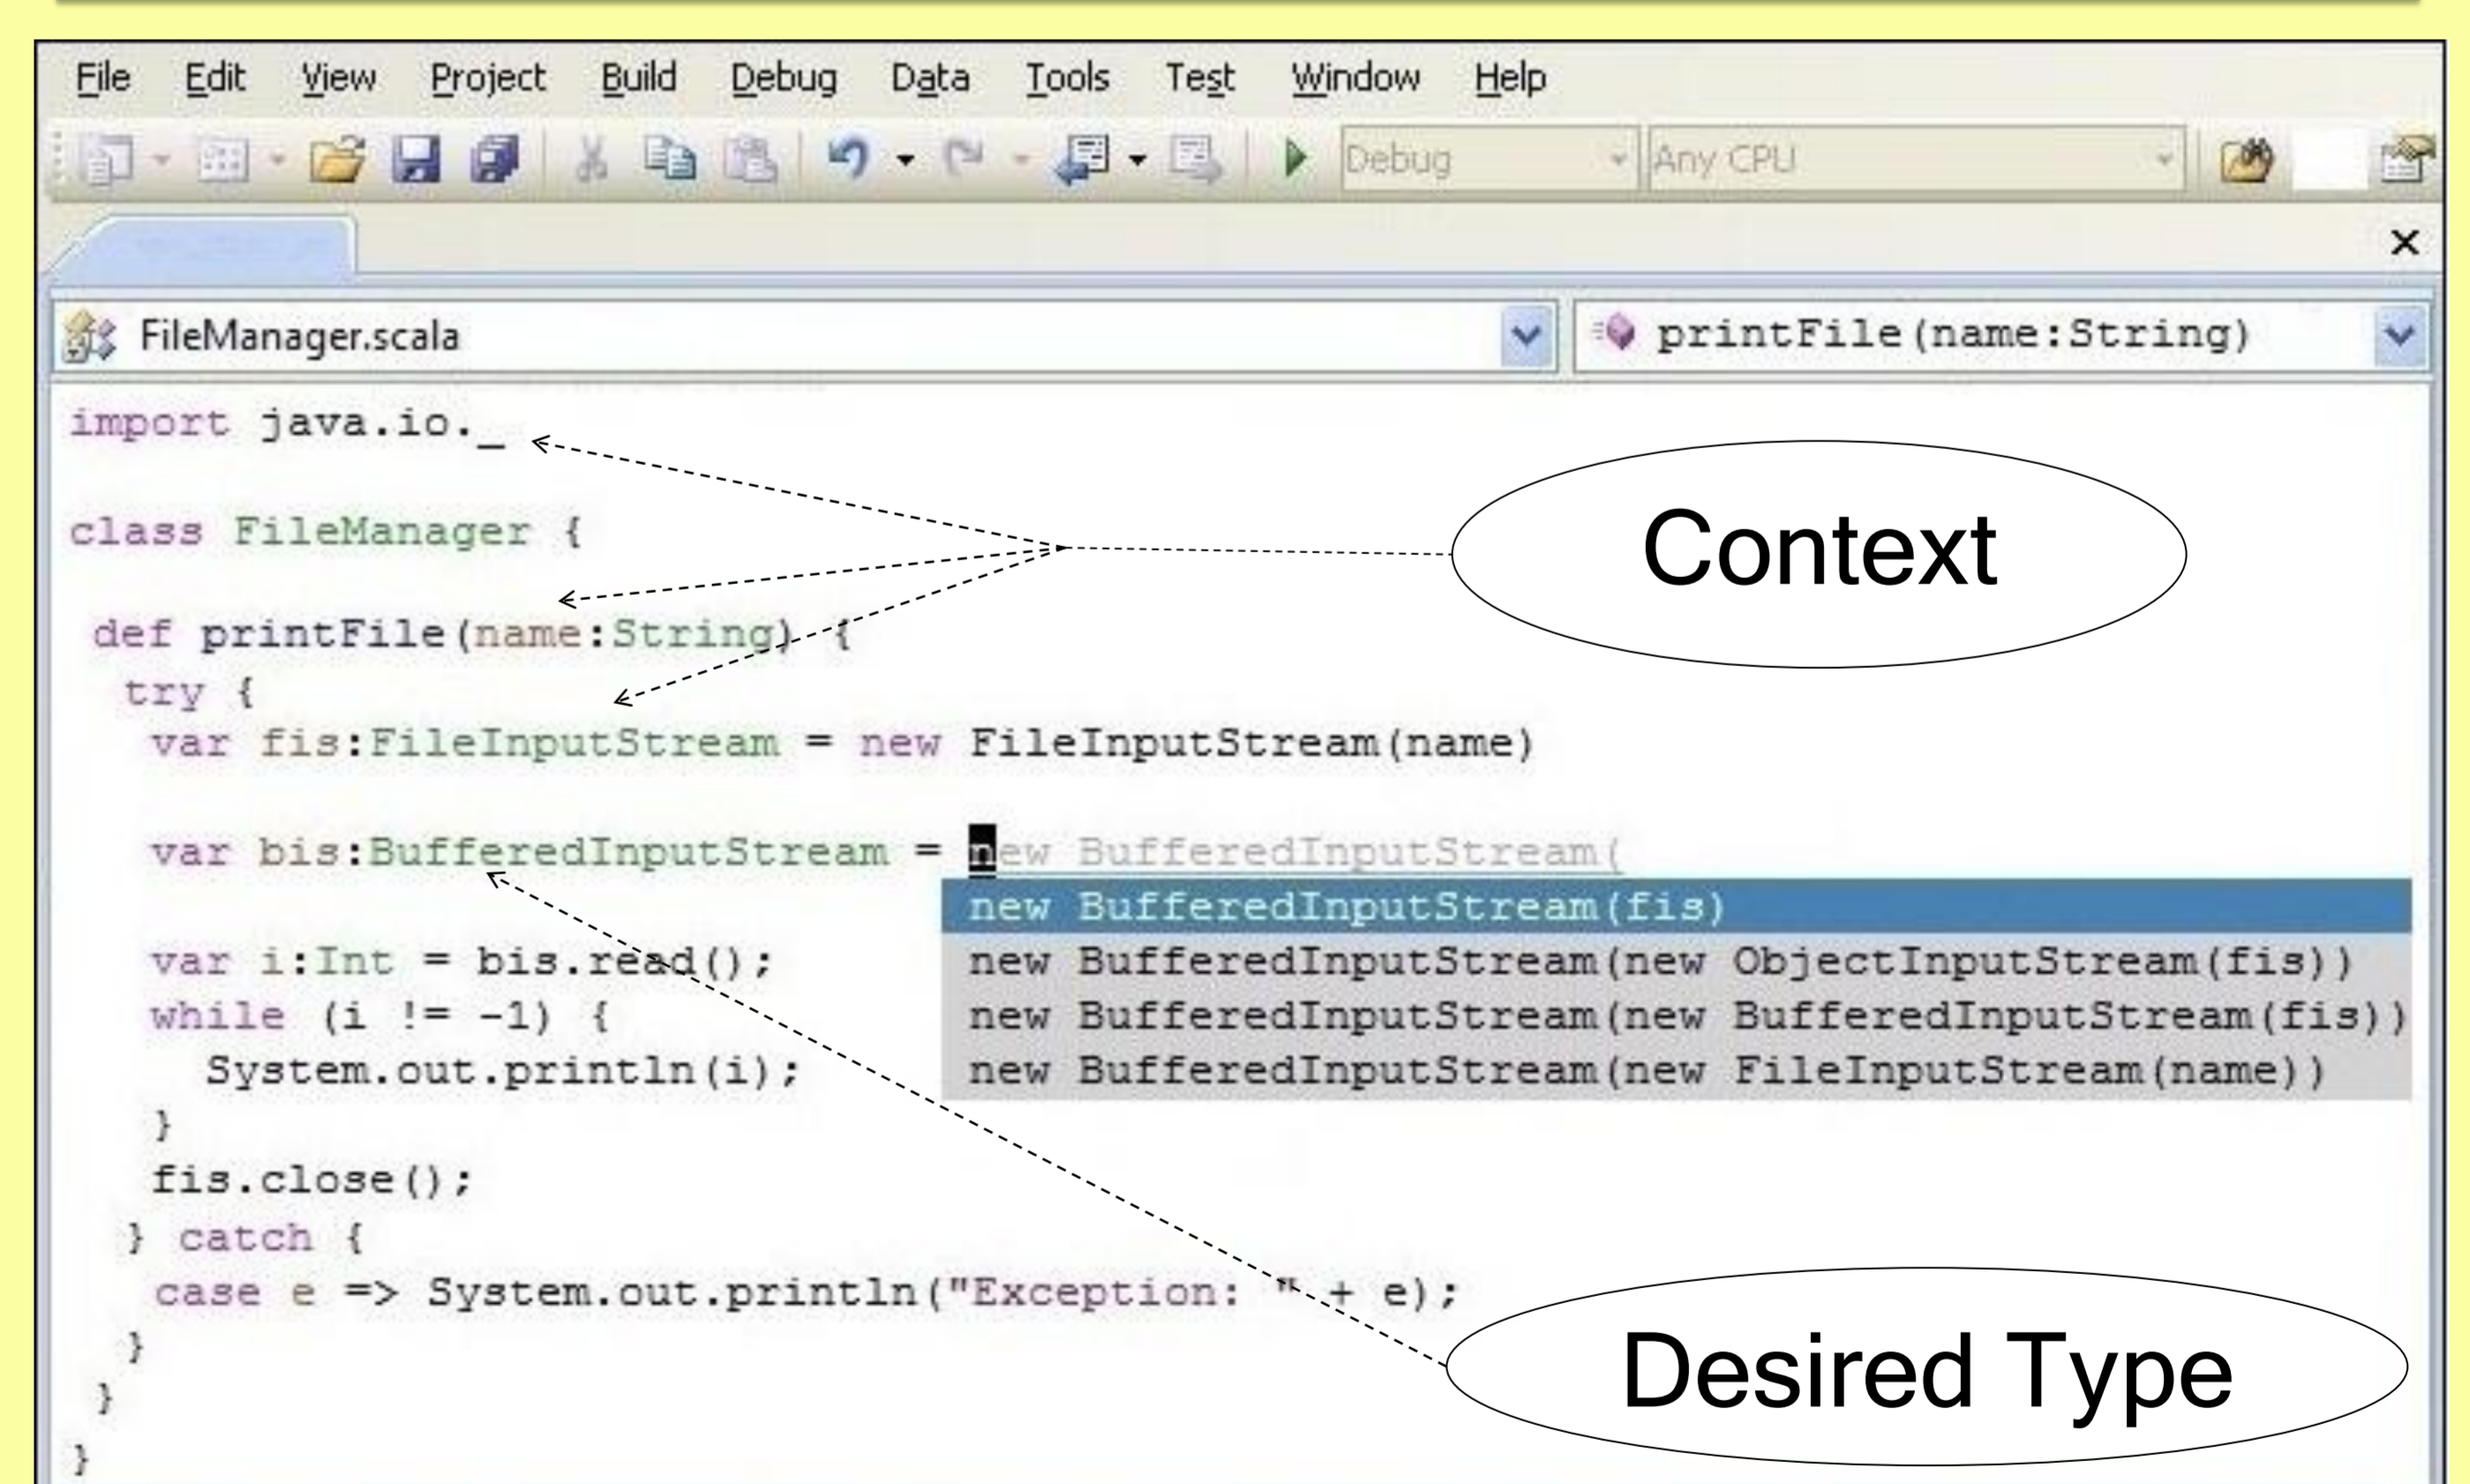 File Edit View Project Build Debug Data Tools Test Window Help
Debug Any CPU
FileManager.scala printFile(name:String)
import java.io._
Context
class FileManager {
def printFile(name:String) {
try {
var fis:FileInputStream = new FileInputStream(name)
var bis:BufferedInputStream = new BufferedInputStream(
new BufferedInputStream(fis)
new BufferedInputStream(new ObjectInputStream(fis))
new BufferedInputStream(new BufferedInputStream(fis))
new BufferedInputStream(new FileInputStream(name))
var i:Int = bis.read();
while (i != -1) {
System.out.println(i);
}
fis.close();
} catch {
case e => System.out.println("Exception: " + e);
}
}
}
Desired Type